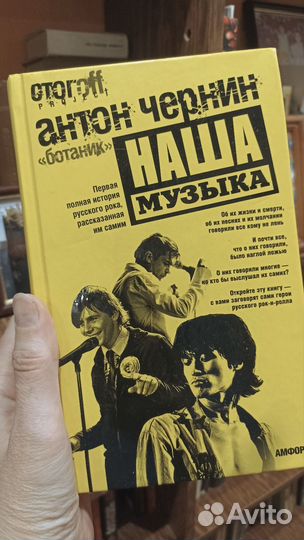 отогоff
PROJECT
антон чернин
«ботаник»
НАША
МУЗЫКА
Первая
полная история
русского рока,
рассказанная
им самим
Об их жизни и смерти,
об их песнях и их молчании
говорили все кому не лень
И почти все,
что о них говорили,
было наглой ложью
О них говорили многие —
но кто бы выслушал их самих?
Откройте эту книгу —
с вами заговорят сами герои
русского рок-н-ролла
АМФОР
Avito